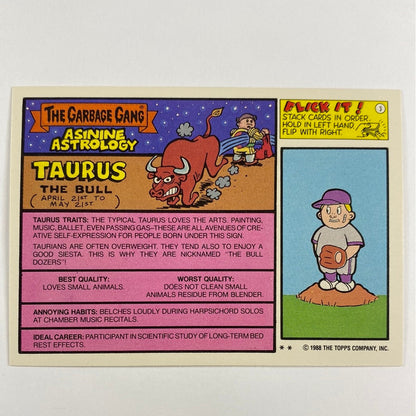 THE GARBAGE GANG
ASININE
ASTROLOGY
TAURUS
THE BULL
(APRIL 21ST TO
MAY 21ST)
TAURUS TRAITS: THE TYPICAL TAURUS LOVES THE ARTS. PAINTING,
MUSIC, BALLET, EVEN PASSING GAS–THESE ARE ALL AVENUES OF CRE-
ATIVE SELF-EXPRESSION FOR PEOPLE BORN UNDER THIS SIGN.
TAURIANS ARE OFTEN OVERWEIGHT. THEY TEND ALSO TO ENJOY A
GOOD SIESTA. THIS IS WHY THEY ARE NICKNAMED "THE BULL
DOZERS"!
BEST QUALITY:
LOVES SMALL ANIMALS.
WORST QUALITY:
DOES NOT CLEAN SMALL
ANIMALS RESIDUE FROM BLENDER.
ANNOYING HABITS: BELCHES LOUDLY DURING HARPSICHORD SOLOS
AT CHAMBER MUSIC RECITALS.
IDEAL CAREER: PARTICIPANT IN SCIENTIFIC STUDY OF LONG-TERM BED
REST EFFECTS.
FLICK IT!
STACK CARDS IN ORDER.
HOLD IN LEFT HAND,
FLIP WITH RIGHT.
* * © 1988 THE TOPPS COMPANY, INC.